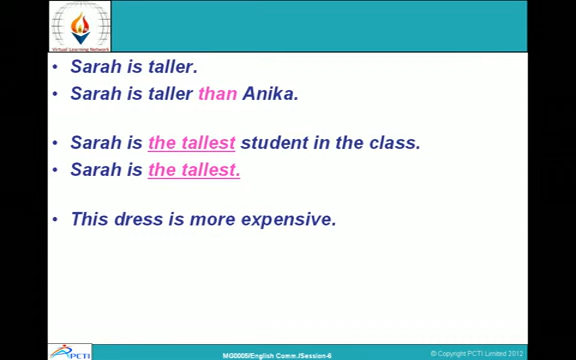 Virtual Learning Network
Sarah is taller.
Sarah is taller than Anika.
Sarah is the tallest student in the class.
Sarah is the tallest.
This dress is more expensive.
PCTI
MG0005/English Comm./Session-6
© Copyright PCTI Limited 2012